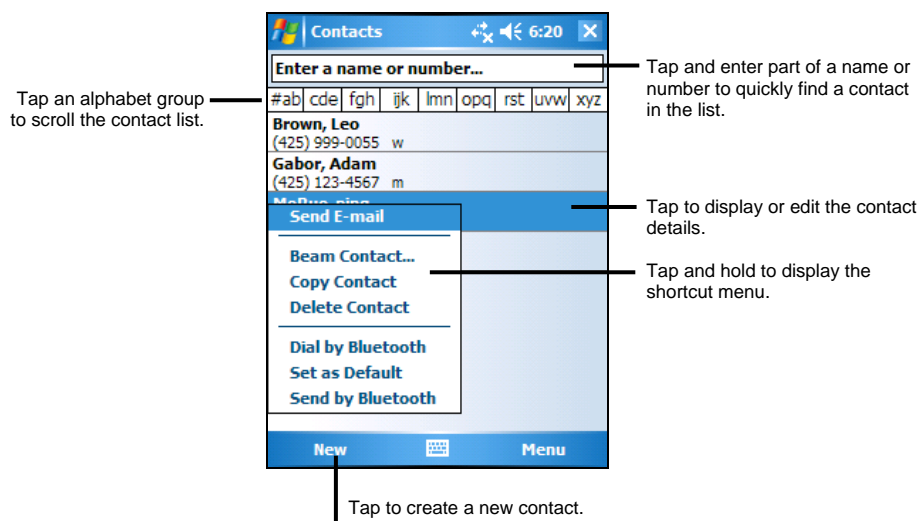 Contacts 6:20
Enter a name or number...
Tap and enter part of a name or
number to quickly find a contact
in the list.
Tap an alphabet group
to scroll the contact list.
#ab cde fgh ijk lmn opq rst uvw xyz
Brown, Leo
(425) 999-0055 w
Gabor, Adam
(425) 123-4567 m
Tap to display or edit the contact
details.
Send E-mail
Beam Contact...
Copy Contact
Delete Contact
Tap and hold to display the
shortcut menu.
Dial by Bluetooth
Set as Default
Send by Bluetooth
New Menu
Tap to create a new contact.